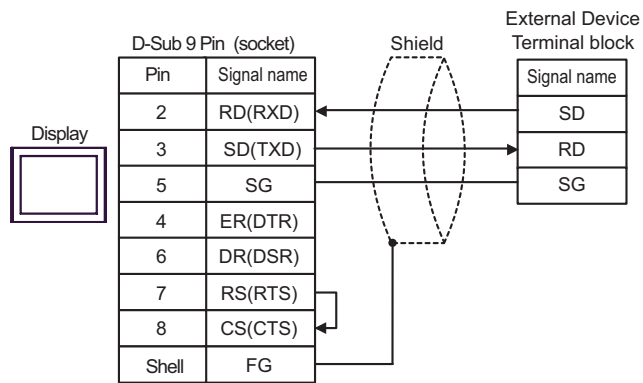 External Device
D-Sub 9 Pin (socket) Shield Terminal block
Pin Signal name Signal name
2 RD(RXD) SD
Display
3 SD(TXD) RD
5 SG SG
4 ER(DTR)
6 DR(DSR)
7 RS(RTS)
8 CS(CTS)
Shell FG